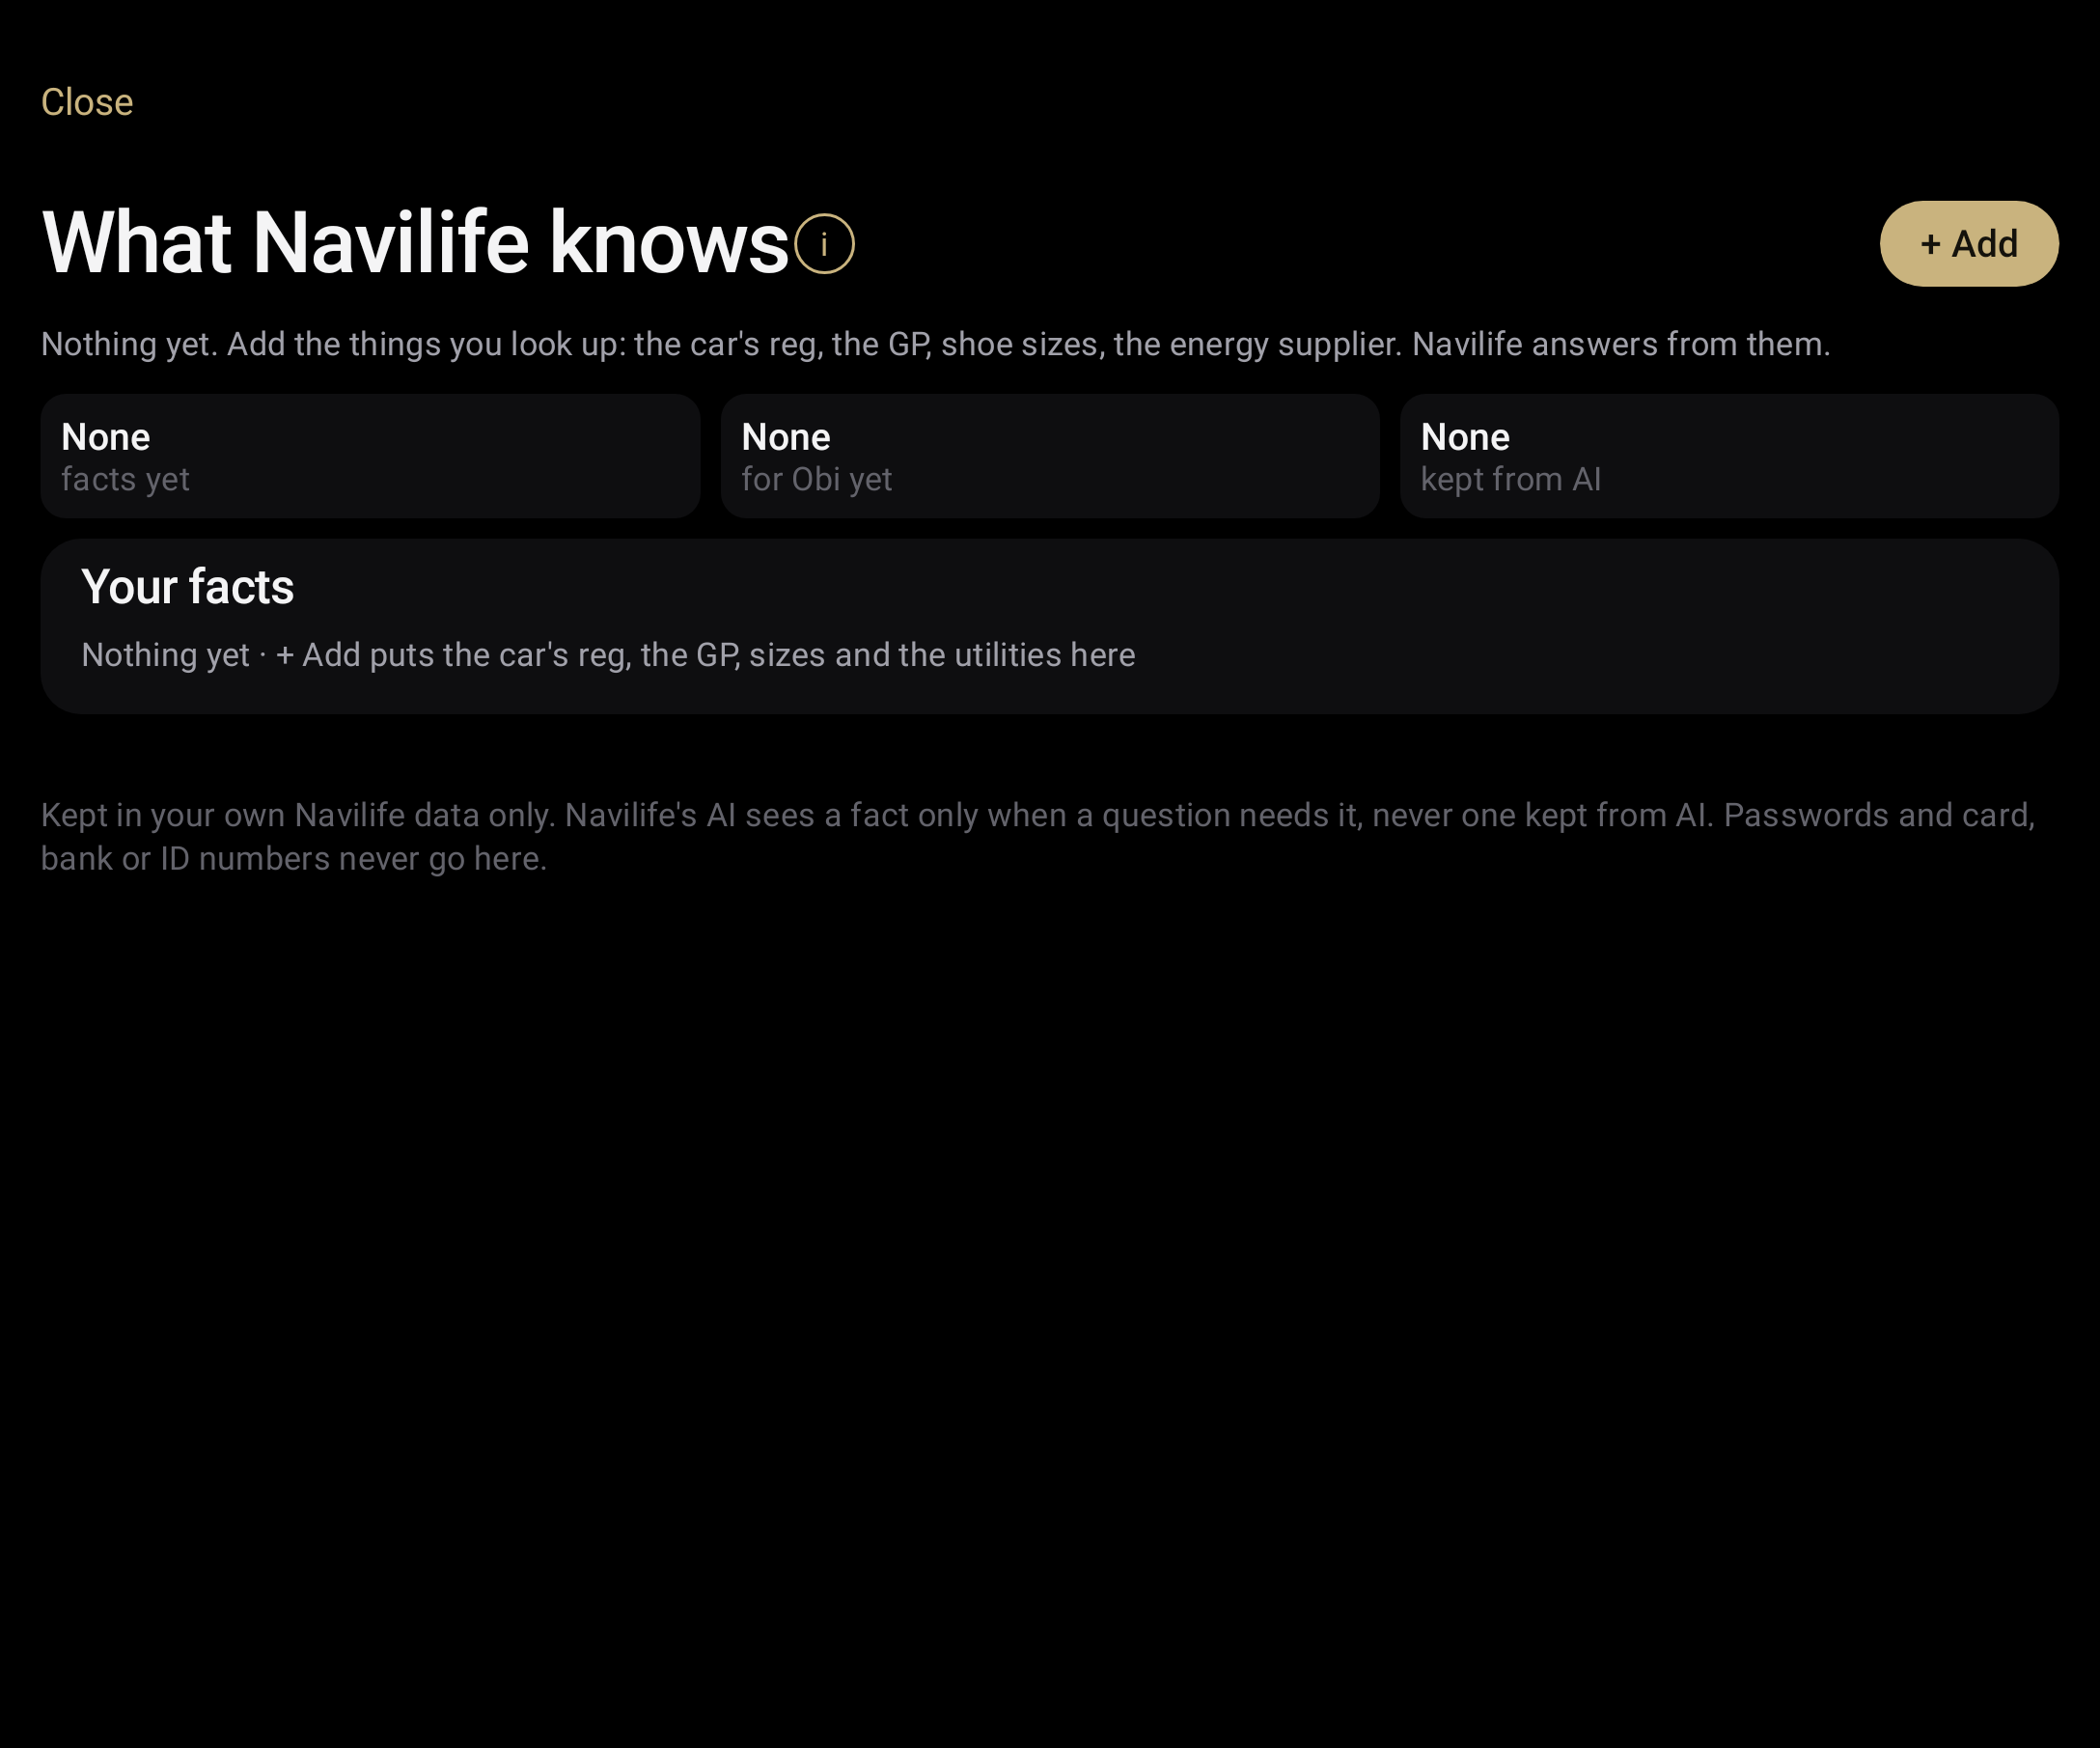 Close
What Navilife knows i
+ Add
Nothing yet. Add the things you look up: the car's reg, the GP, shoe sizes, the energy supplier. Navilife answers from them.
None
facts yet
None
for Obi yet
None
kept from AI
Your facts
Nothing yet · + Add puts the car's reg, the GP, sizes and the utilities here
Kept in your own Navilife data only. Navilife's AI sees a fact only when a question needs it, never one kept from AI. Passwords and card,
bank or ID numbers never go here.